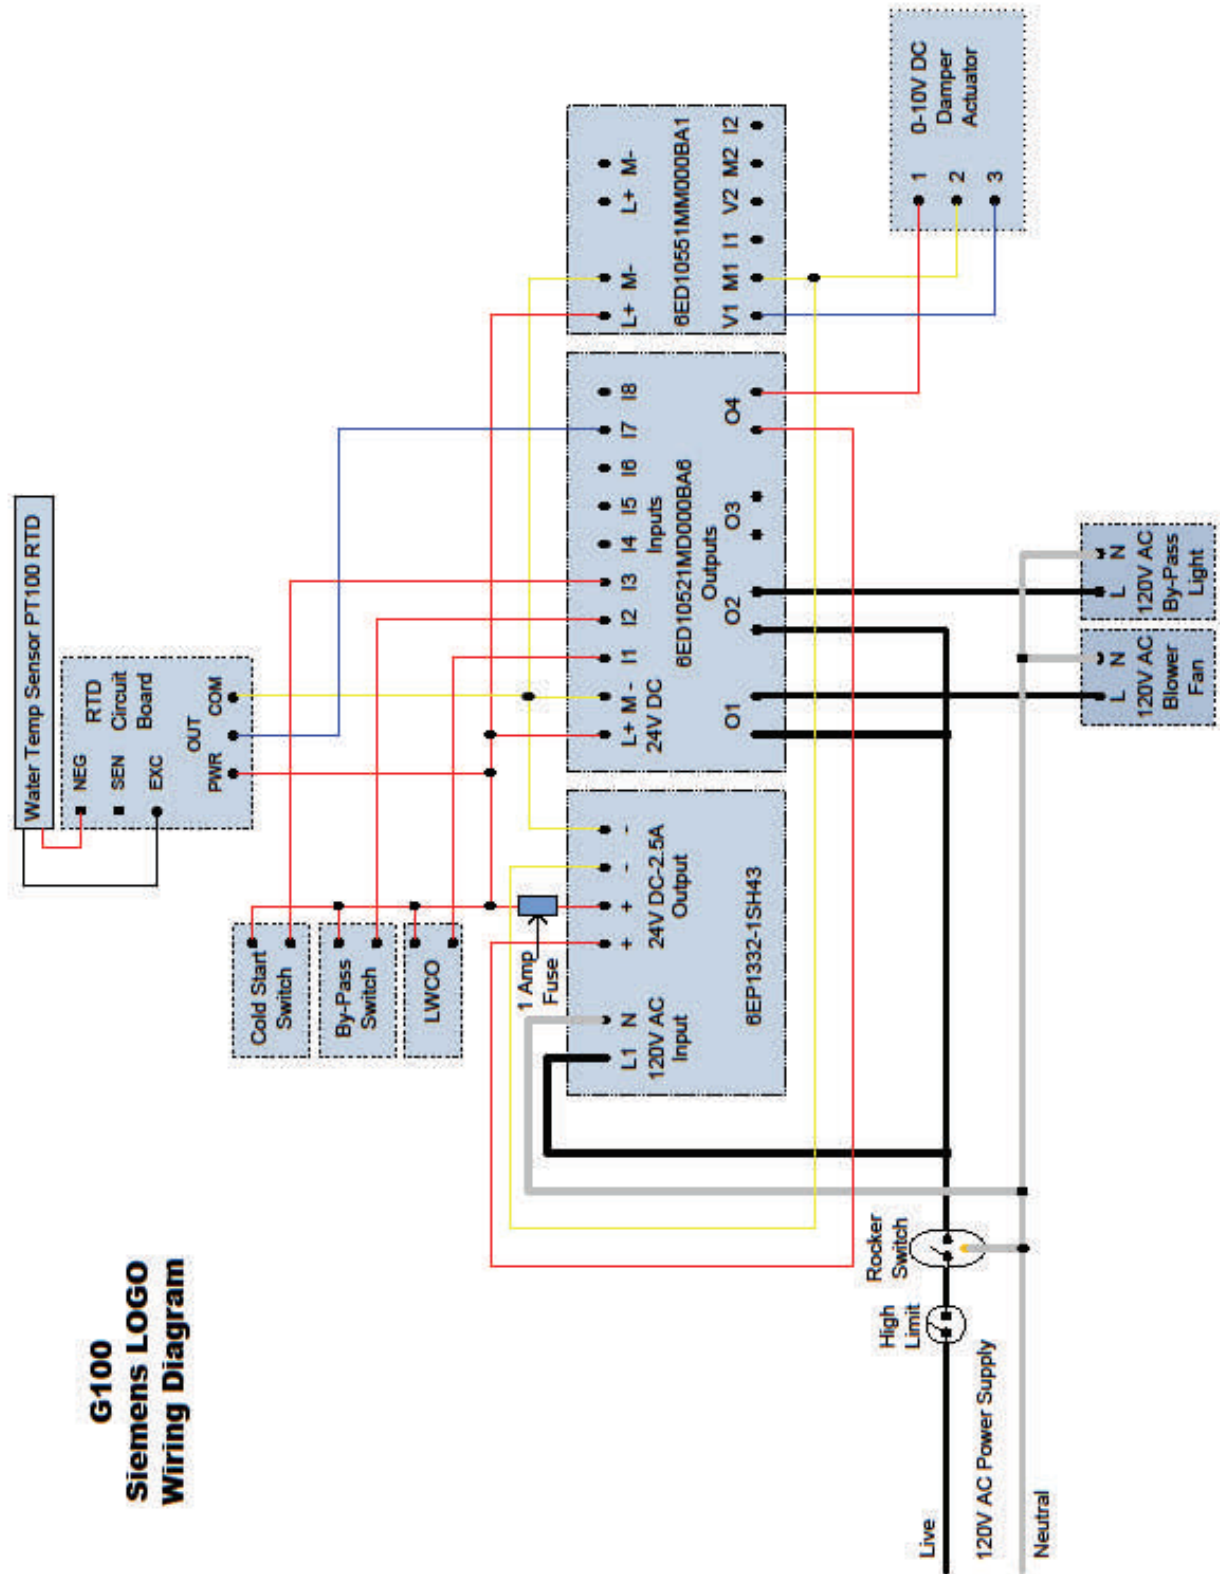 G100
Siemens LOGO
Wiring Diagram
Water Temp Sensor PT100 RTD
NEG
SEN
EXC
RTD
Circuit
Board
PWR
OUT
COM
Cold Start
Switch
By-Pass
Switch
LWCO
1 Amp
Fuse
L1 N
120V AC
Input
+ + - -
24V DC-2.5A
Output
6EP1332-1SH43
L+ M - I1 I2 I3 I4 I5 I6 I7 I8
24V DC
Inputs
6ED10521MD000BA6
Outputs
O1 O2 O3 O4
L+ M- L+ M-
6ED10551MM000BA1
V1 M1 I1 V2 M2 I2
0-10V DC
Damper
Actuator
1
2
3
Rocker
Switch
High
Limit
Live
120V AC Power Supply
Neutral
L N
120V AC
Blower
Fan
L N
120V AC
By-Pass
Light